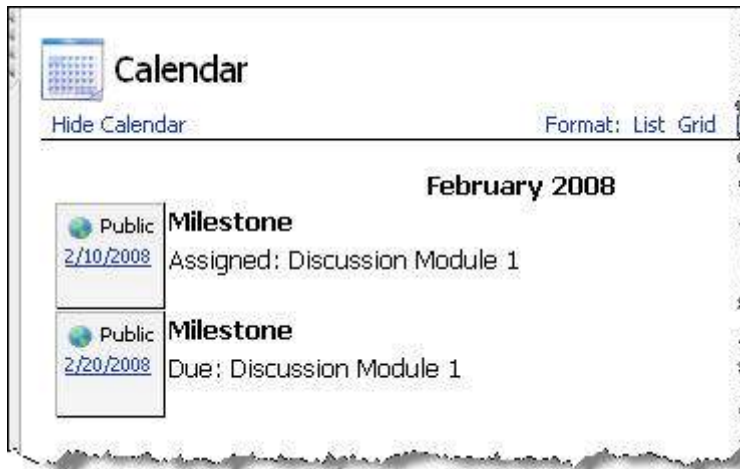 Calendar
Hide Calendar Format: List Grid
February 2008
Public Milestone
2/10/2008 Assigned: Discussion Module 1
Public Milestone
2/20/2008 Due: Discussion Module 1